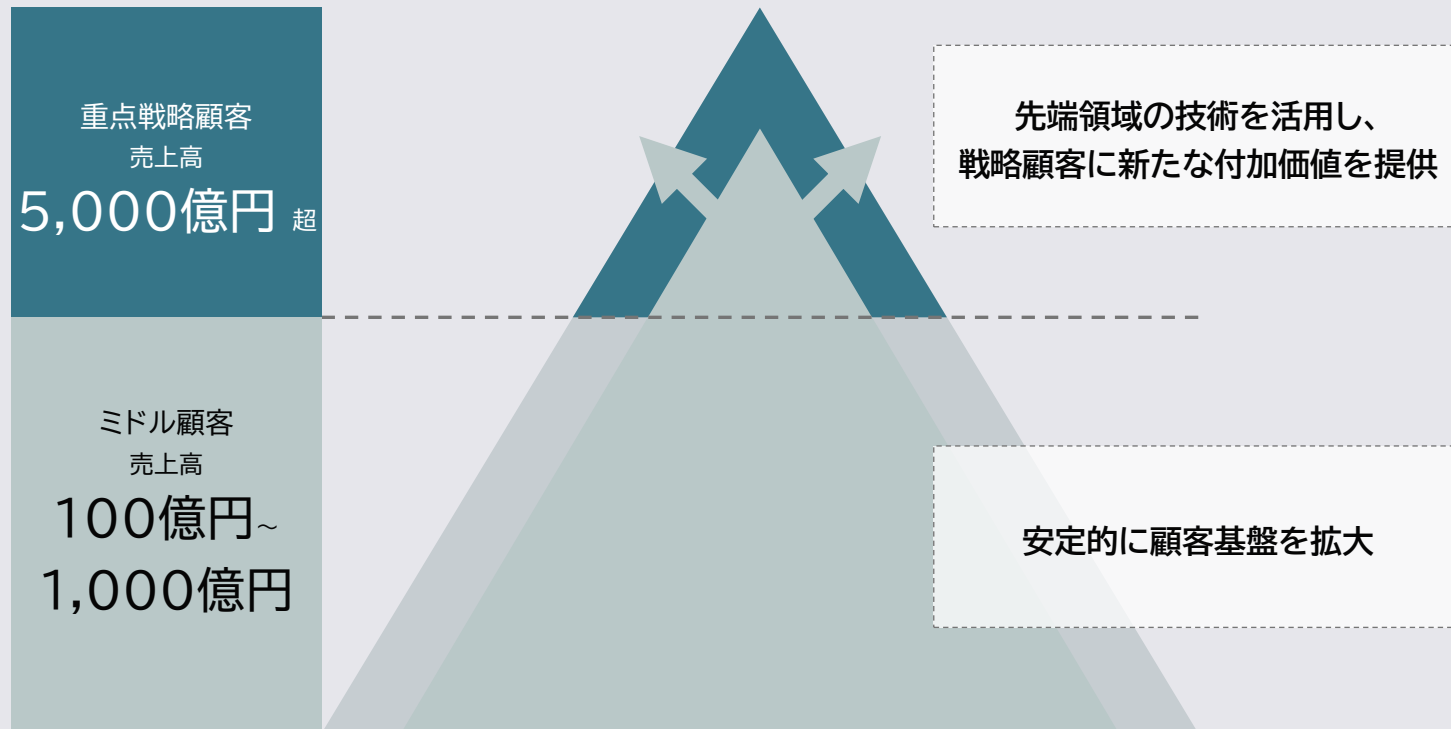 重点戦略顧客
売上高
5,000億円 超
先端領域の技術を活用し、
戦略顧客に新たな付加価値を提供
ミドル顧客
売上高
100億円~
1,000億円
安定的に顧客基盤を拡大